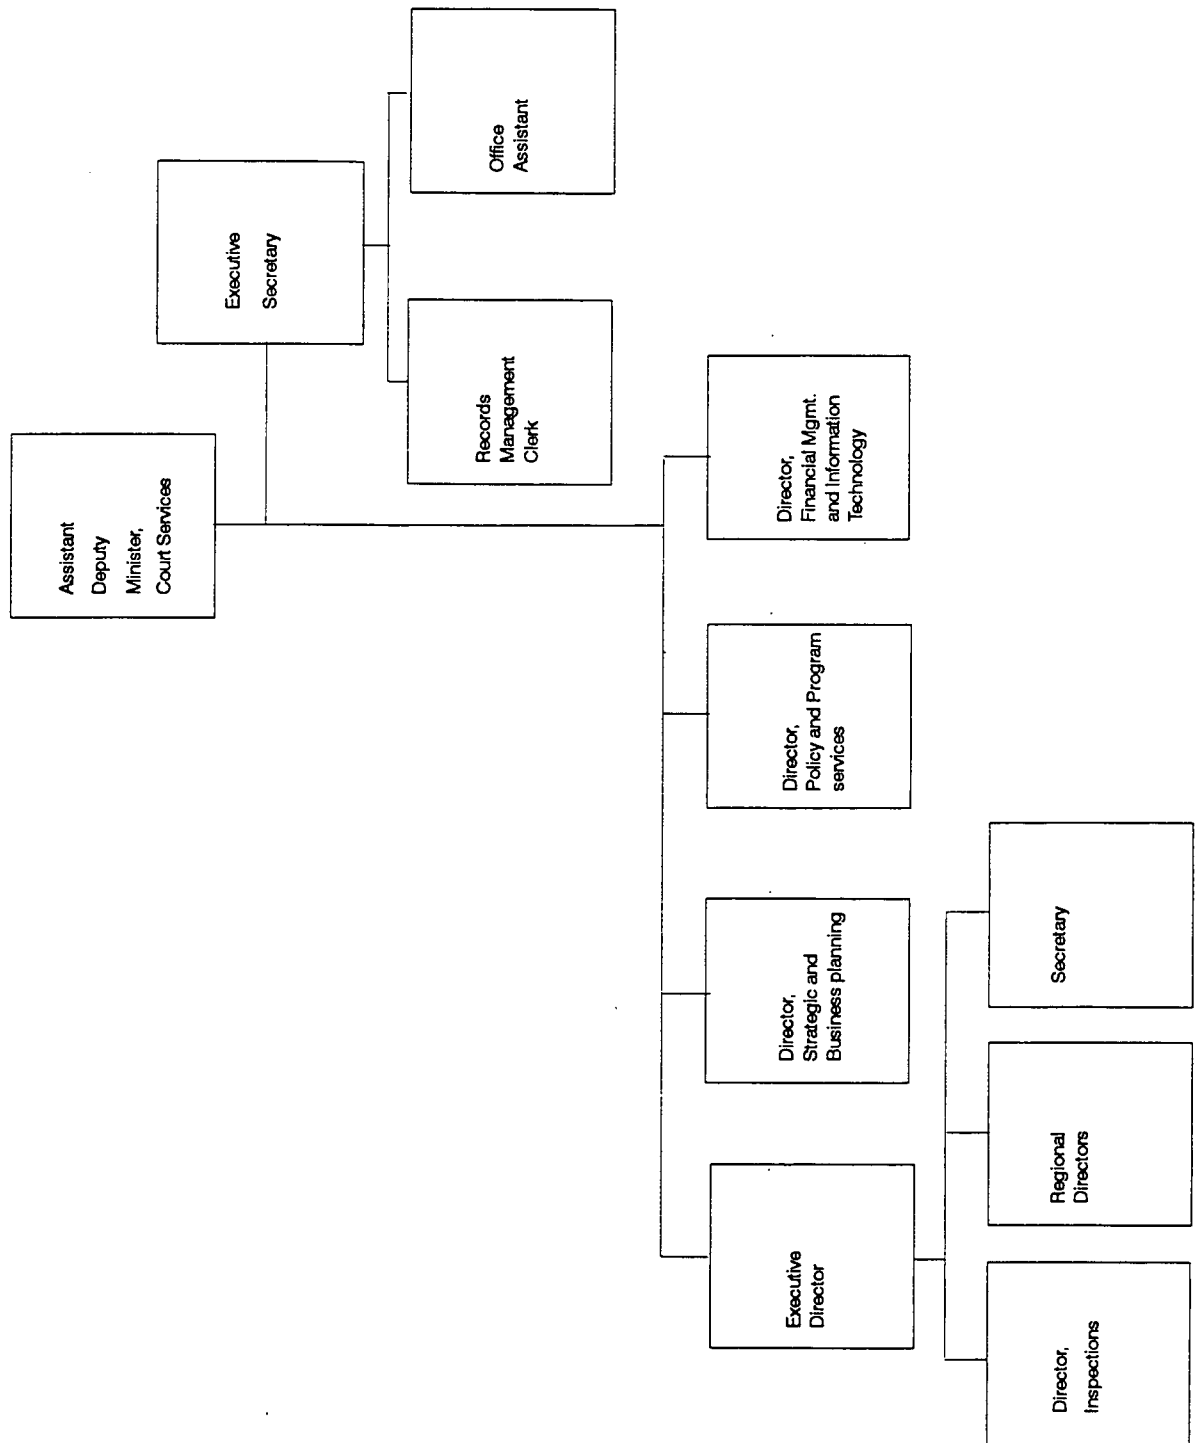 Assistant
Deputy
Minister,
Court Services
Executive
Secretary
Records
Management
Clerk
Office
Assistant
Executive
Director
Director,
Strategic and
Business planning
Director,
Policy and Program
services
Director,
Financial Mgmt.
and Information
Technology
Director,
Inspections
Regional
Directors
Secretary